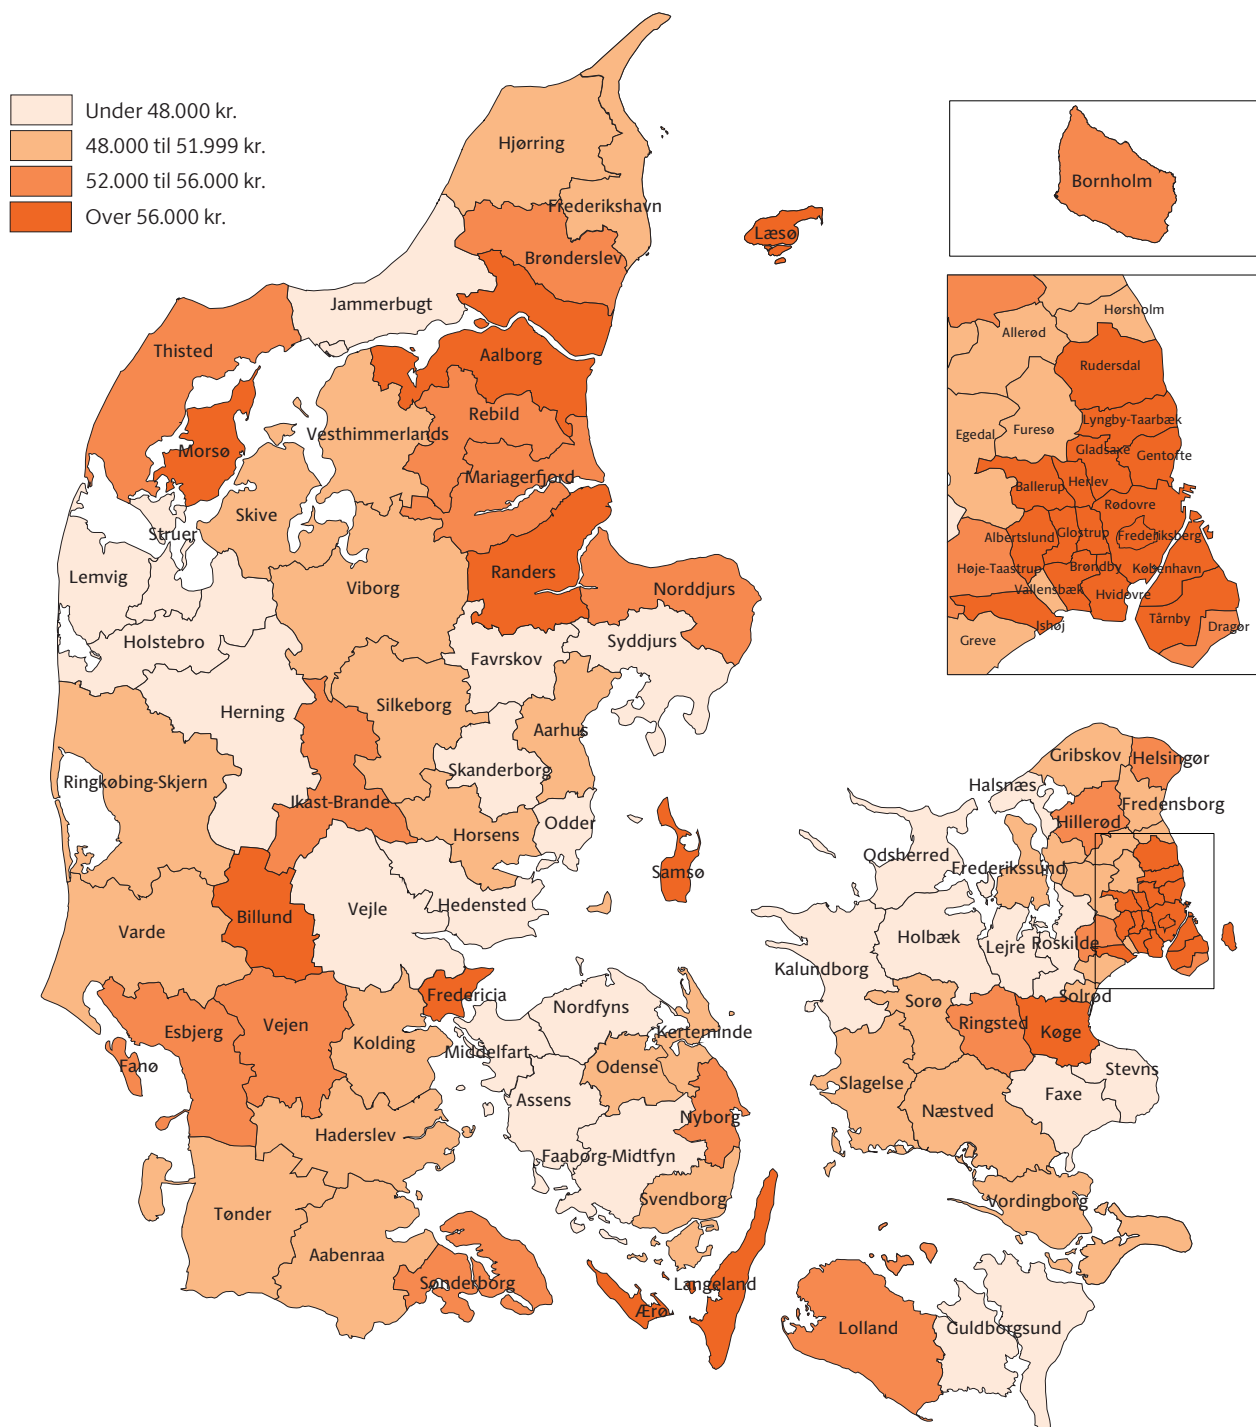 Under 48.000 kr.
48.000 til 51.999 kr.
52.000 til 56.000 kr.
Over 56.000 kr.
Hjørring
Frederikshavn
Læsø
Brønderslev
Jammerbugt
Thisted
Aalborg
Rebild
Vesthimmerlands
Morsø
Mariagerfjord
Skive
Struer
Lemvig
Viborg
Randers
Norddjurs
Holstebro
Favrskov
Syddjurs
Herning
Silkeborg
Aarhus
Ringkøbing-Skjern
Skanderborg
Ikast-Brande
Horsens
Odder
Samsø
Hedensted
Billund
Vejle
Varde
Fredericia
Esbjerg
Vejen
Kolding
Fanø
Haderslev
Tønder
Aabenraa
Sønderborg
Nordfyns
Kerteminde
Middelfart
Odense
Assens
Nyborg
Faaborg-Midtfyn
Svendborg
Langeland
Ærø
Bornholm
Hørsholm
Allerød
Rudersdal
Lyngby-Taarbæk
Furesø
Egedal
Gladsaxe
Gentofte
Ballerup
Herlev
Rødovre
Albertslund
Glostrup
Frederiksberg
Høje-Taastrup
Brøndby
København
Vallensbæk
Hvidovre
Tårnby
Ishøj
Dragør
Greve
Gribskov
Helsingør
Halsnæs
Fredensborg
Hillerød
Odsherred
Frederikssund
Holbæk
Lejre
Roskilde
Kalundborg
Solrød
Sorø
Ringsted
Køge
Stevns
Slagelse
Faxe
Næstved
Vordingborg
Lolland
Guldborgsund